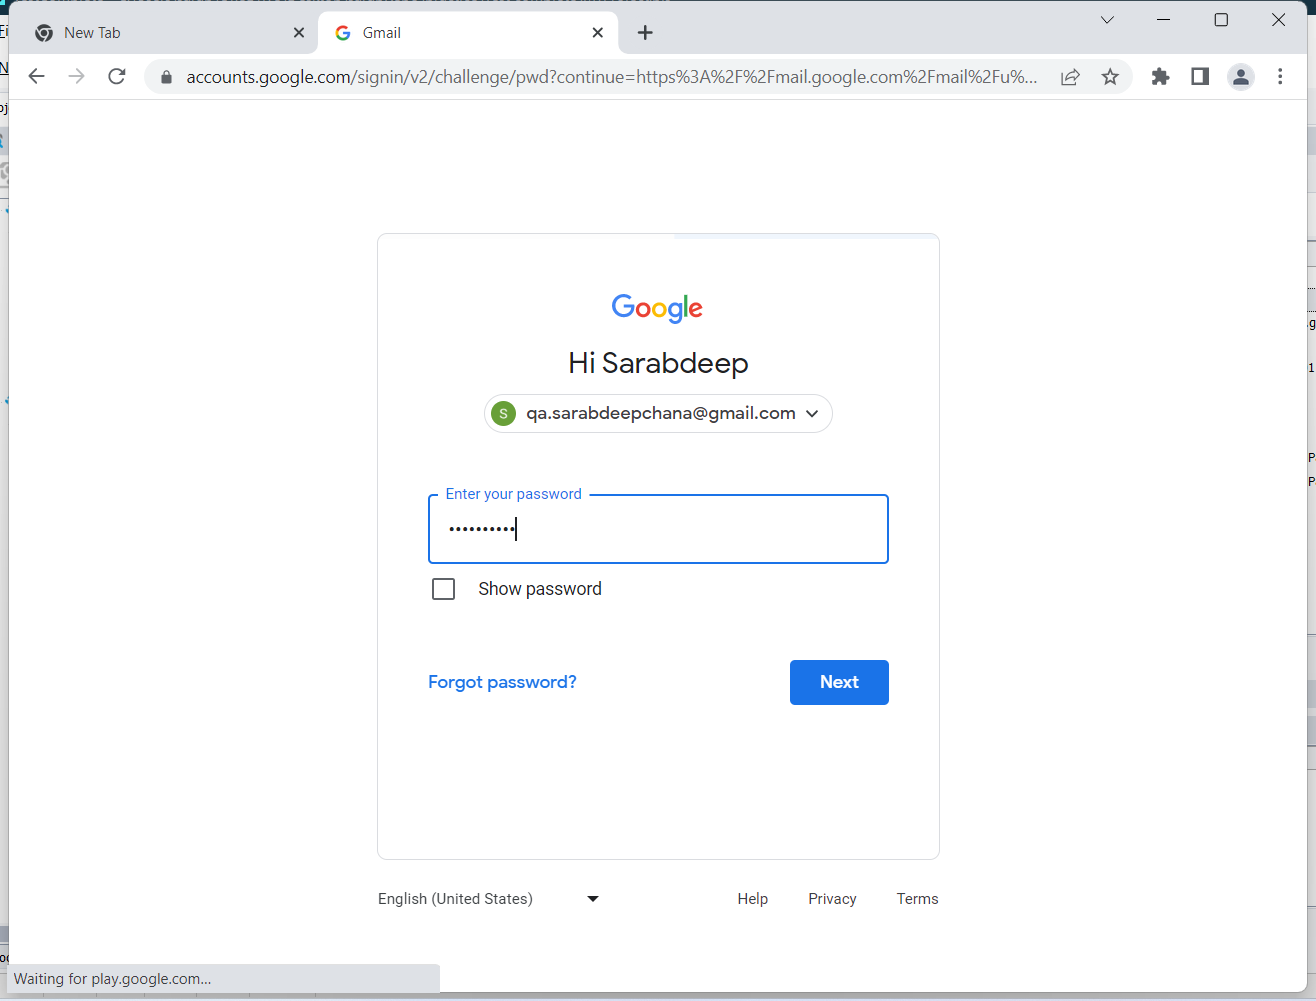 New Tab
Gmail
accounts.google.com/signin/v2/challenge/pwd?continue=https%3A%2F%2Fmail.google.com%2Fmail%2Fu%...
Google
Hi Sarabdeep
S
qa.sarabdeepchana@gmail.com
Enter your password
••••••••••
Show password
Forgot password?
Next
English (United States)
Help
Privacy
Terms
Waiting for play.google.com...